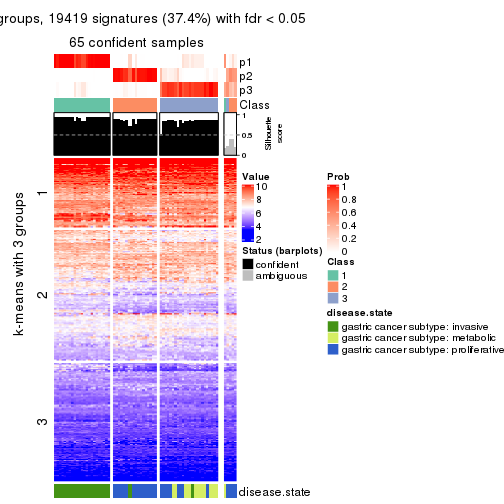 groups, 19419 signatures (37.4%) with fdr < 0.05
65 confident samples
p1
p2
p3
Class
1
0.5
0
Silhouette
score
k-means with 3 groups
1
2
3
disease.state
Value
10
8
6
4
2
Status (barplots)
confident
ambiguous
Prob
1
0.8
0.6
0.4
0.2
0
Class
1
2
3
disease.state
gastric cancer subtype: invasive
gastric cancer subtype: metabolic
gastric cancer subtype: proliferative